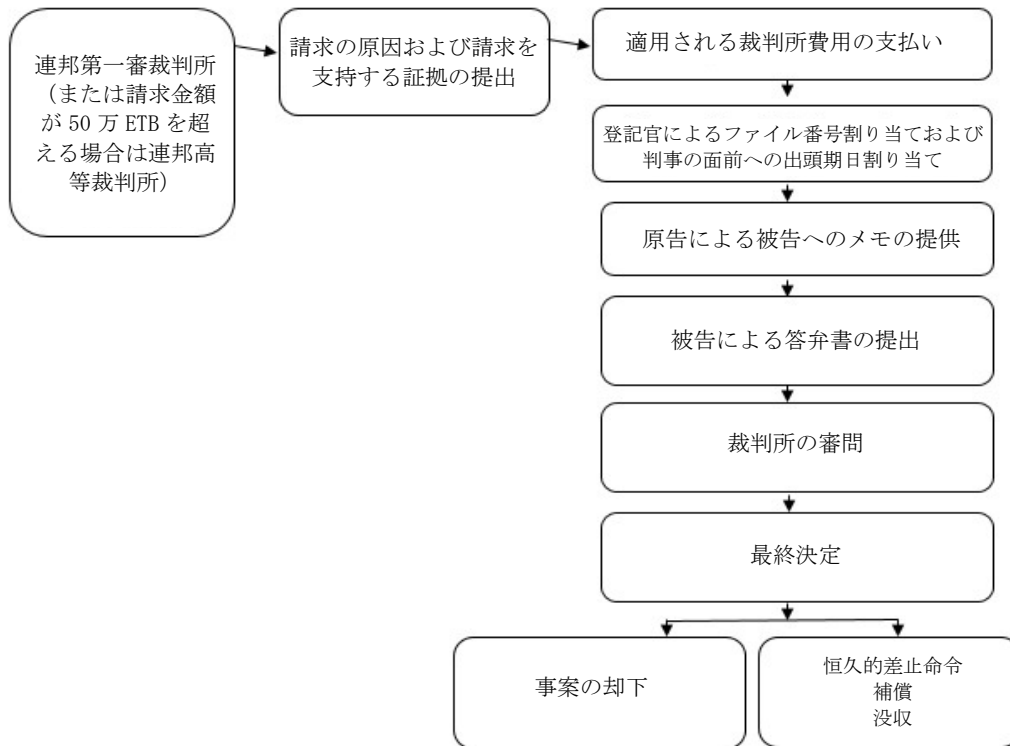 連邦第一審裁判所
（または請求金額
が 50 万 ETB を超
える場合は連邦高
等裁判所）
請求の原因および請求を
支持する証拠の提出
適用される裁判所費用の支払い
登記官によるファイル番号割り当ておよび
判事の面前への出頭期日割り当て
原告による被告へのメモの提供
被告による答弁書の提出
裁判所の審問
最終決定
事案の却下
恒久的差止命令
補償
没収